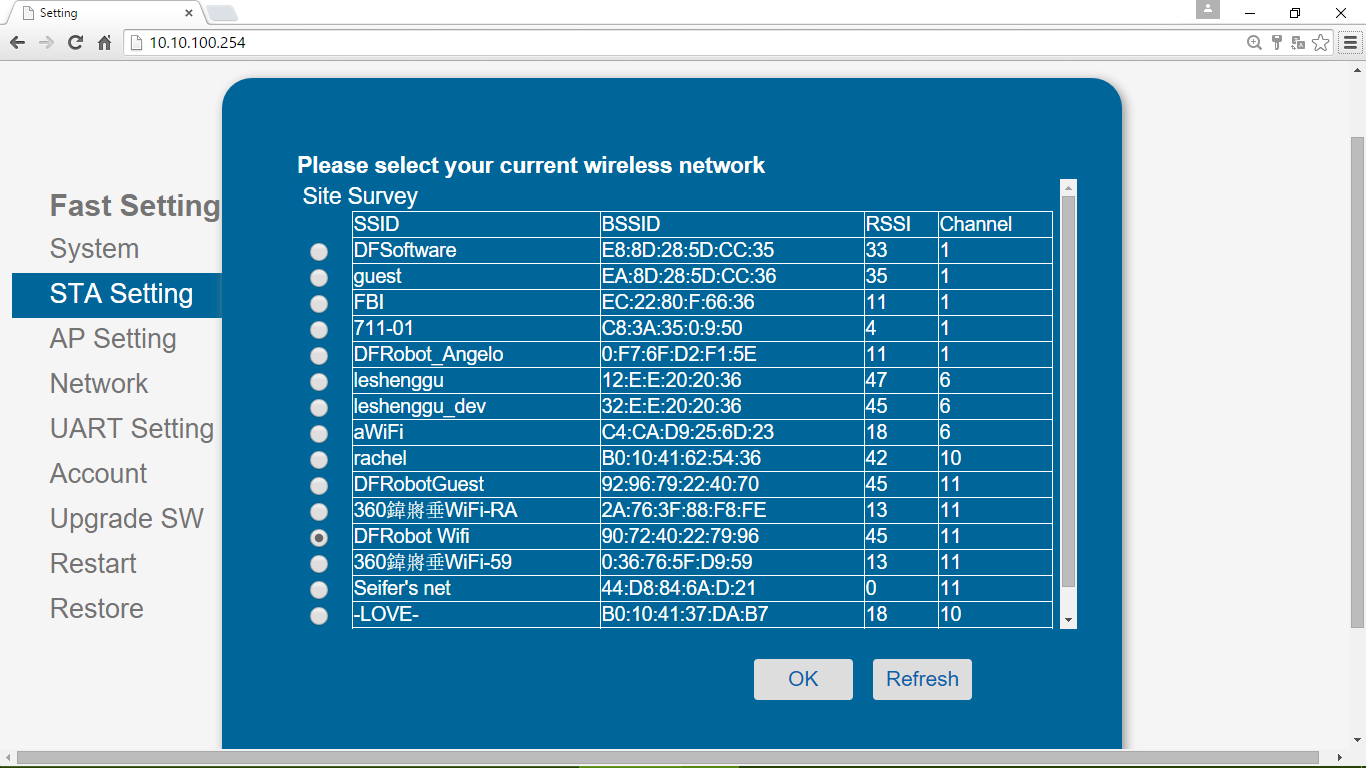 Setting
10.10.100.254
Fast Setting
System
STA Setting
AP Setting
Network
UART Setting
Account
Upgrade SW
Restart
Restore
Please select your current wireless network
Site Survey
SSID BSSID RSSI Channel
DFSoftware E8:8D:28:5D:CC:35 33 1
guest EA:8D:28:5D:CC:36 35 1
FBI EC:22:80:F:66:36 11 1
711-01 C8:3A:35:0:9:50 4 1
DFRobot_Angelo 0:F7:6F:D2:F1:5E 11 1
leshenggu 12:E:E:20:20:36 47 6
leshenggu_dev 32:E:E:20:20:36 45 6
aWiFi C4:CA:D9:25:6D:23 18 6
rachel B0:10:41:62:54:36 42 10
DFRobotGuest 92:96:79:22:40:70 45 11
360鍏嶈垂WiFi-RA 2A:76:3F:88:F8:FE 13 11
DFRobot Wifi 90:72:40:22:79:96 45 11
360鍏嶈垂WiFi-59 0:36:76:5F:D9:59 13 11
Seifer's net 44:D8:84:6A:D:21 0 11
-LOVE- B0:10:41:37:DA:B7 18 10
OK Refresh